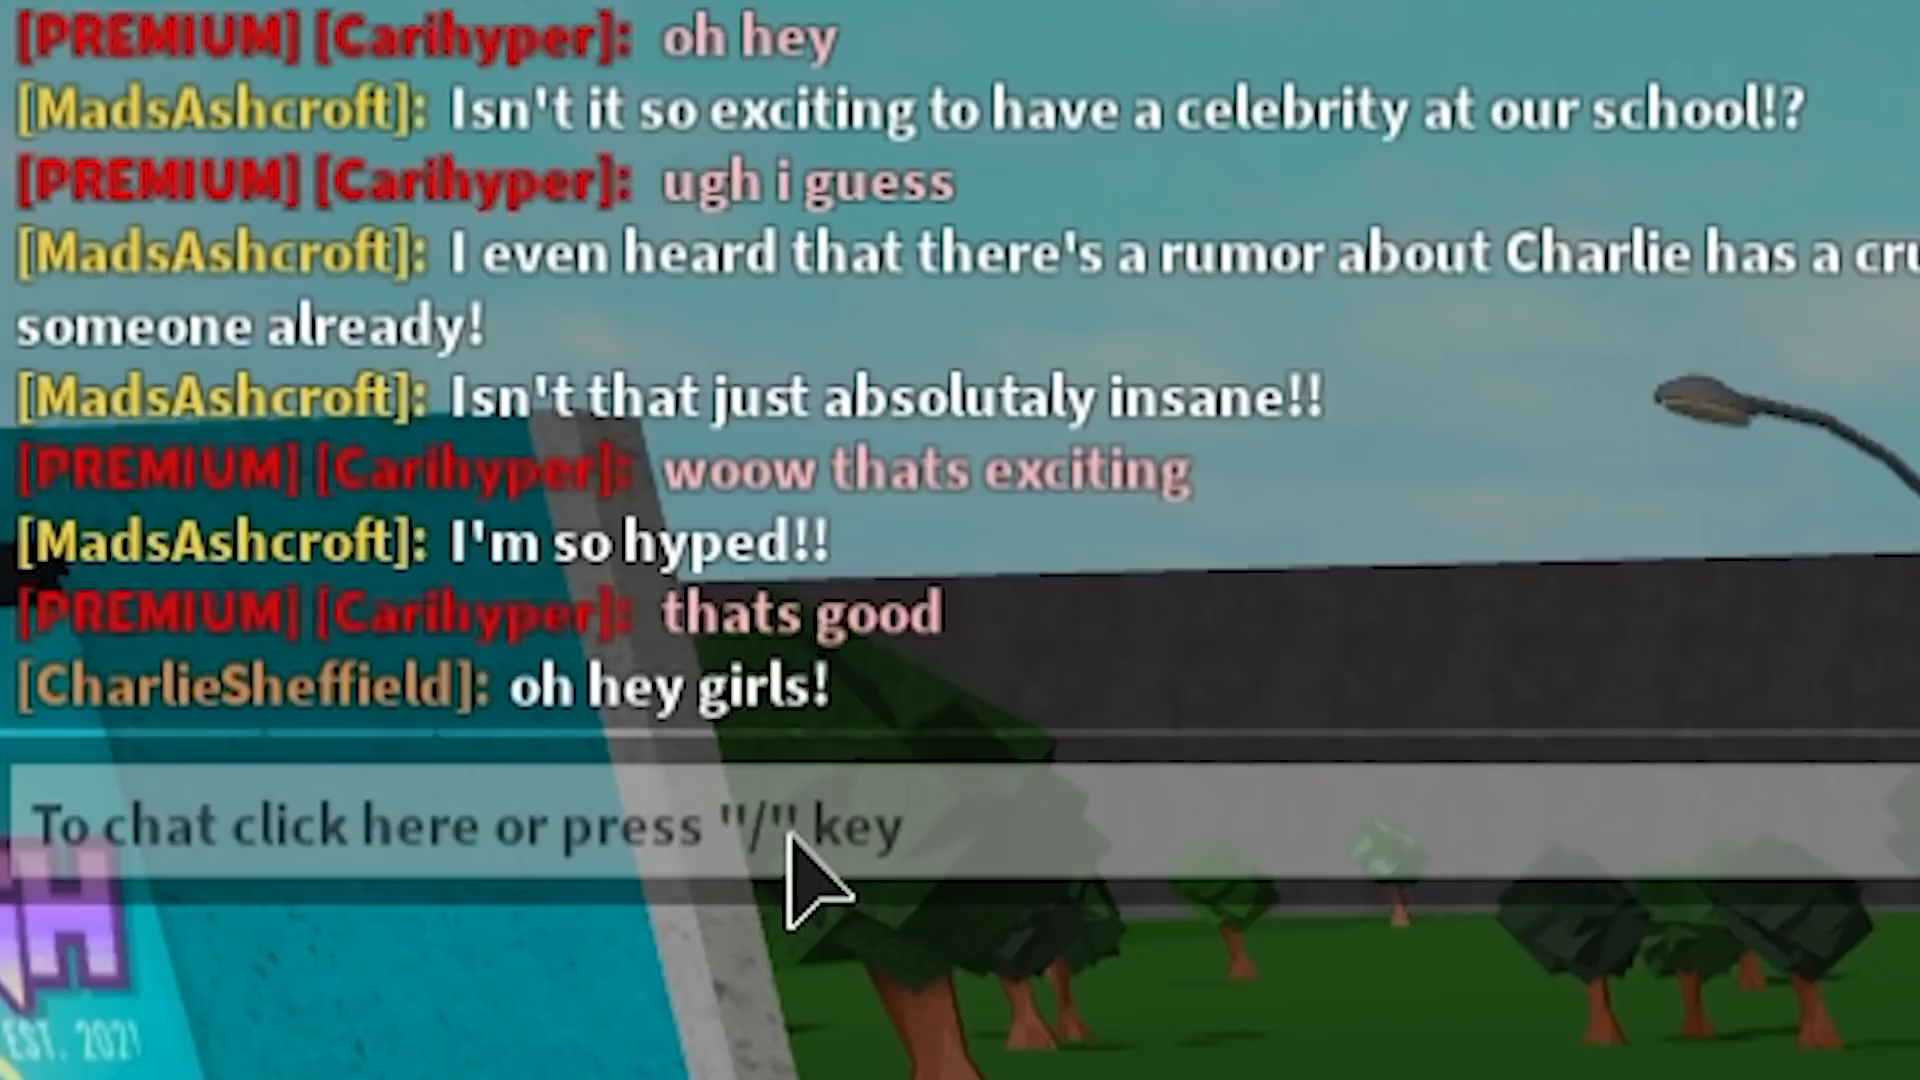 [PREMIUM] [Carihyper]: oh hey
[MadsAshcroft]: Isn't it so exciting to have a celebrity at our school!?
[PREMIUM] [Carihyper]: ugh i guess
[MadsAshcroft]: I even heard that there's a rumor about Charlie has a cru
someone already!
[MadsAshcroft]: Isn't that just absolutaly insane!!
[PREMIUM] [Carihyper]: woow thats exciting
[MadsAshcroft]: I'm so hyped!!
[PREMIUM] [Carihyper]: thats good
[CharlieSheffield]: oh hey girls!
To chat click here or press "/" key
EST. 2021